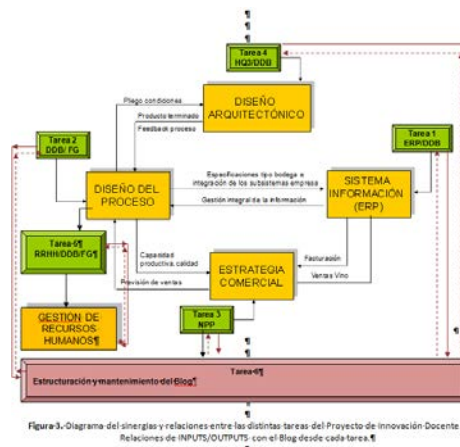 Tarea 4
HQ3/DDB
DISEÑO
ARQUITECTÓNICO
Pliego condiciones
Producto terminado
Feedback proceso
Tarea 2
DDB/ FG
Tarea 1
ERP/DDB
DISEÑO DEL
PROCESO
Especificaciones tipo bodega e
integración de los subsistemas empresa
Gestión integral de la información
SISTEMA
INFORMACIÓN
(ERP)
Tarea 5¶
RRHH/DDB/FG¶
Capacidad
productiva, calidad
Previsión de ventas
ESTRATEGIA
COMERCIAL
Facturación
Ventas Vino
GESTIÓN DE
RECURSOS
HUMANOS¶
Tarea 3
NPP
Tarea 6¶
Estructuración y mantenimiento del Blog¶
Figura 3. Diagrama del sinergias y relaciones entre las distintas tareas del Proyecto de Innovación Docente
Relaciones de INPUTS/OUTPUTS con el Blog desde cada tarea.¶